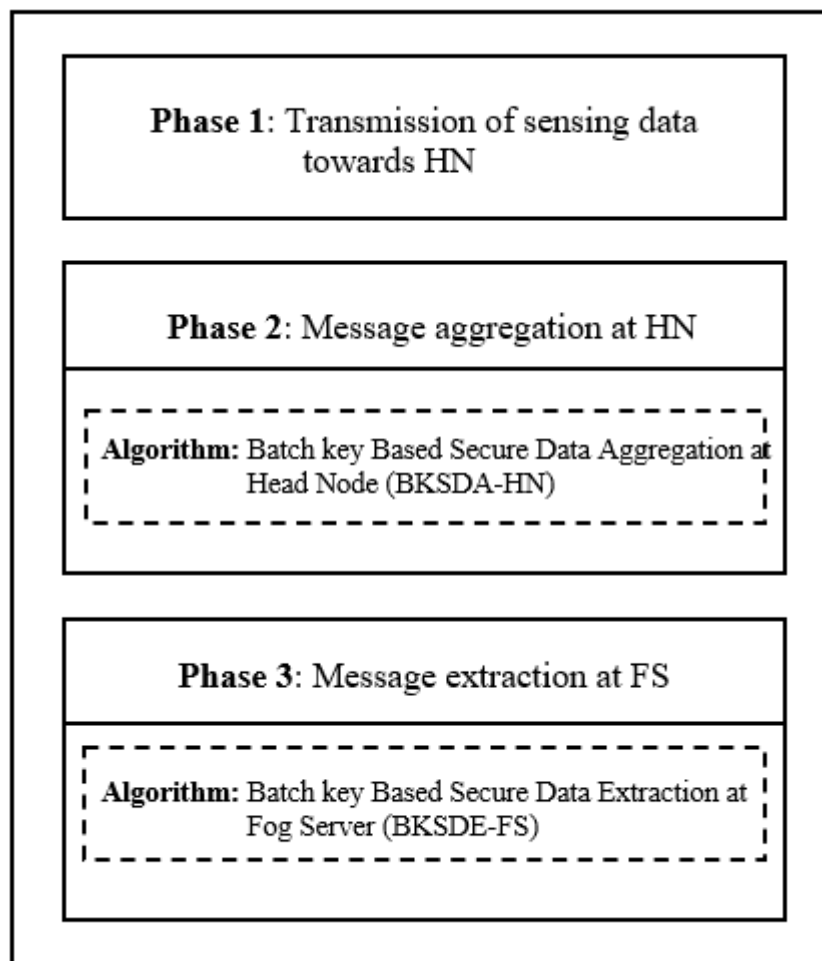 Phase 1: Transmission of sensing data
towards HN
Phase 2: Message aggregation at HN
Algorithm: Batch key Based Secure Data Aggregation at
Head Node (BKSDA-HN)
Phase 3: Message extraction at FS
Algorithm: Batch key Based Secure Data Extraction at
Fog Server (BKSDE-FS)